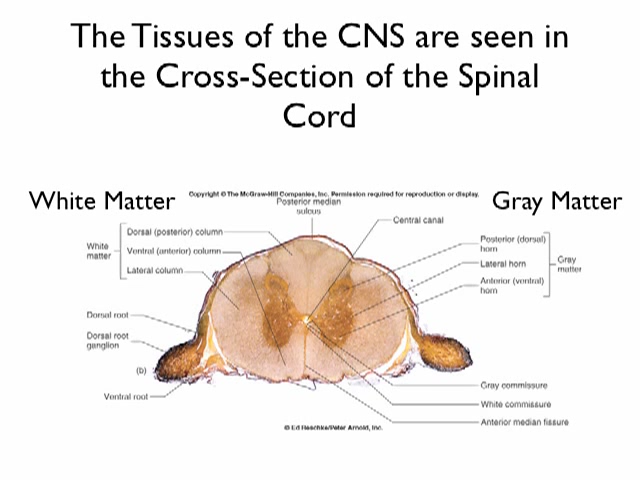 The Tissues of the CNS are seen in
the Cross-Section of the Spinal
Cord
White Matter
Copyright © The McGraw-Hill Companies, Inc. Permission required for reproduction or display.
Gray Matter
Posterior median
sulcus
Central canal
Dorsal (posterior) column
White
matter
Ventral (anterior) column
Lateral column
Posterior (dorsal)
horn
Lateral horn
Gray
matter
Anterior (ventral)
horn
Dorsal root
Dorsal root
ganglion
(b)
Ventral root
Gray commissure
White commissure
Anterior median fissure
© Ed Reschke/Peter Arnold, Inc.